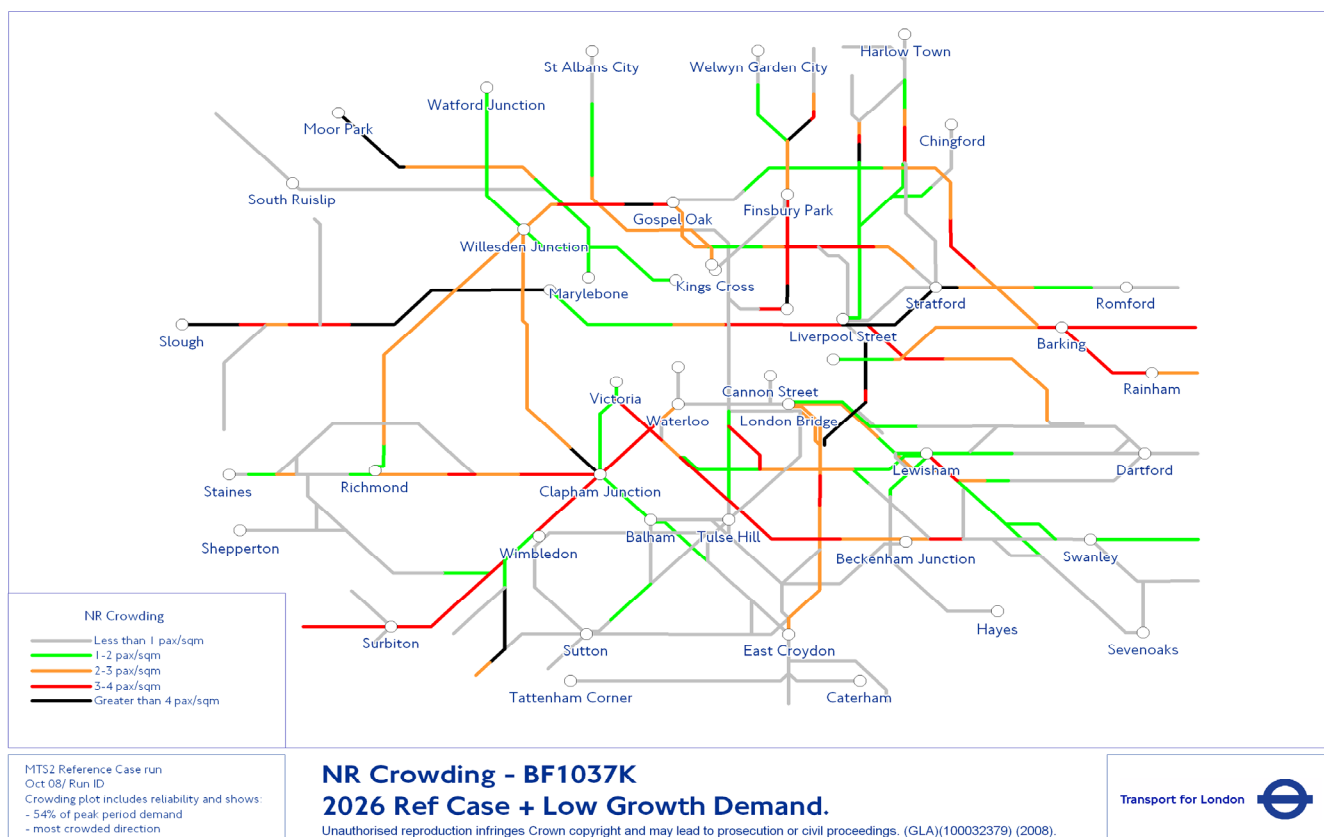 Harlow Town
St Albans City
Welwyn Garden City
Watford Junction
Moor Park
Chingford
South Ruislip
Gospel Oak
Finsbury Park
Willesden Junction
Marylebone
Kings Cross
Stratford
Romford
Slough
Liverpool Street
Barking
Rainham
Victoria
Cannon Street
Waterloo
London Bridge
Staines
Richmond
Clapham Junction
Lewisham
Dartford
Shepperton
Wimbledon
Balham
Tulse Hill
Beckenham Junction
Swanley
Hayes
Surbiton
Sutton
East Croydon
Sevenoaks
Tattenham Corner
Caterham
NR Crowding
Less than 1 pax/sqm
1-2 pax/sqm
2-3 pax/sqm
3-4 pax/sqm
Greater than 4 pax/sqm
MTS2 Reference Case run
Oct 08/ Run ID
Crowding plot includes reliability and shows:
- 54% of peak period demand
- most crowded direction
NR Crowding - BF1037K
2026 Ref Case + Low Growth Demand.
Unauthorised reproduction infringes Crown copyright and may lead to prosecution or civil proceedings. (GLA)(100032379) (2008).
Transport for London